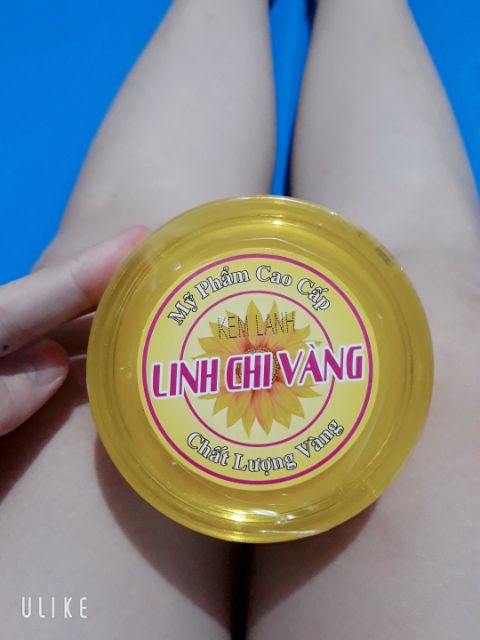 Mỹ Phẩm Cao Cấp
KEM LẠNH
LINH CHI VÀNG
Chất Lượng Vàng
ULIKE